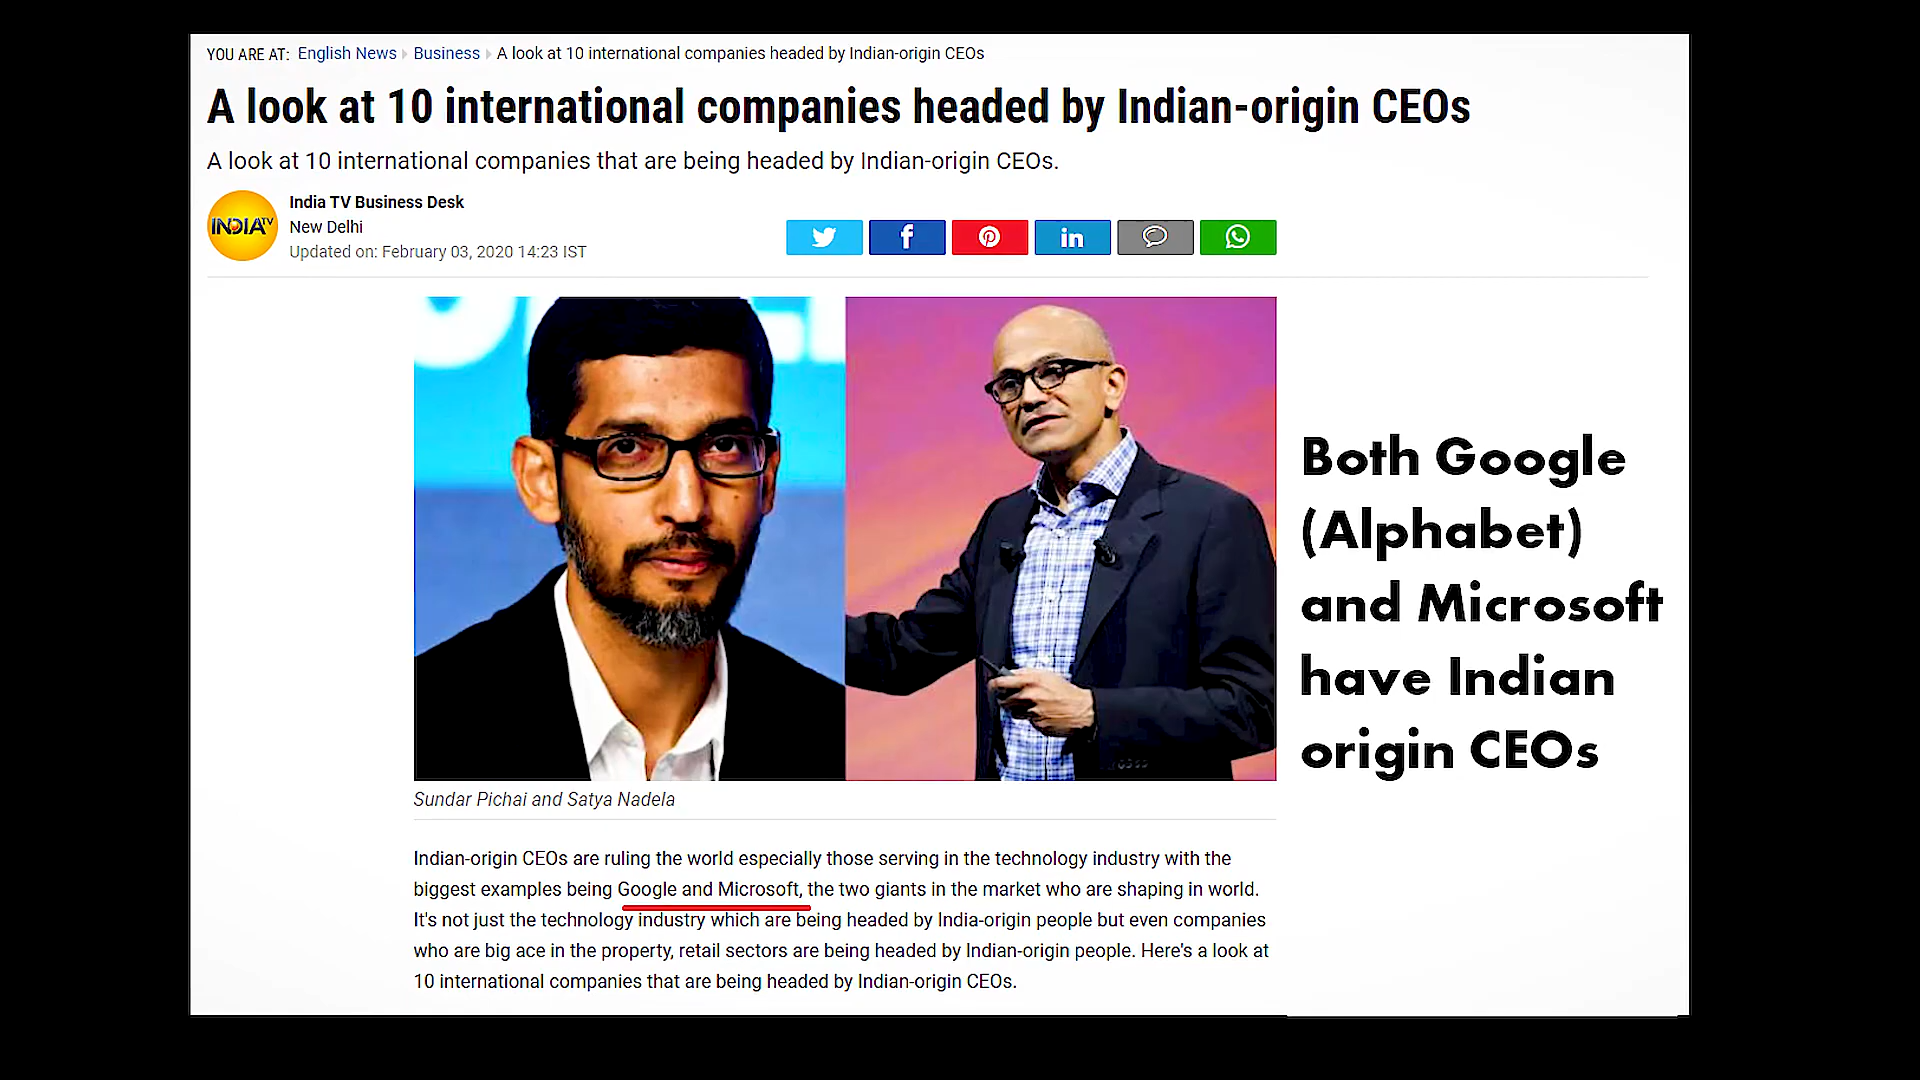 YOU ARE AT: English News Business A look at 10 international companies headed by Indian-origin CEOs
A look at 10 international companies headed by Indian-origin CEOs
A look at 10 international companies that are being headed by Indian-origin CEOs.
INDIA TV
India TV Business Desk
New Delhi
Updated on: February 03, 2020 14:23 IST
Both Google
(Alphabet)
and Microsoft
have Indian
origin CEOs
Sundar Pichai and Satya Nadela
Indian-origin CEOs are ruling the world especially those serving in the technology industry with the
biggest examples being Google and Microsoft, the two giants in the market who are shaping in world.
It's not just the technology industry which are being headed by India-origin people but even companies
who are big ace in the property, retail sectors are being headed by Indian-origin people. Here's a look at
10 international companies that are being headed by Indian-origin CEOs.